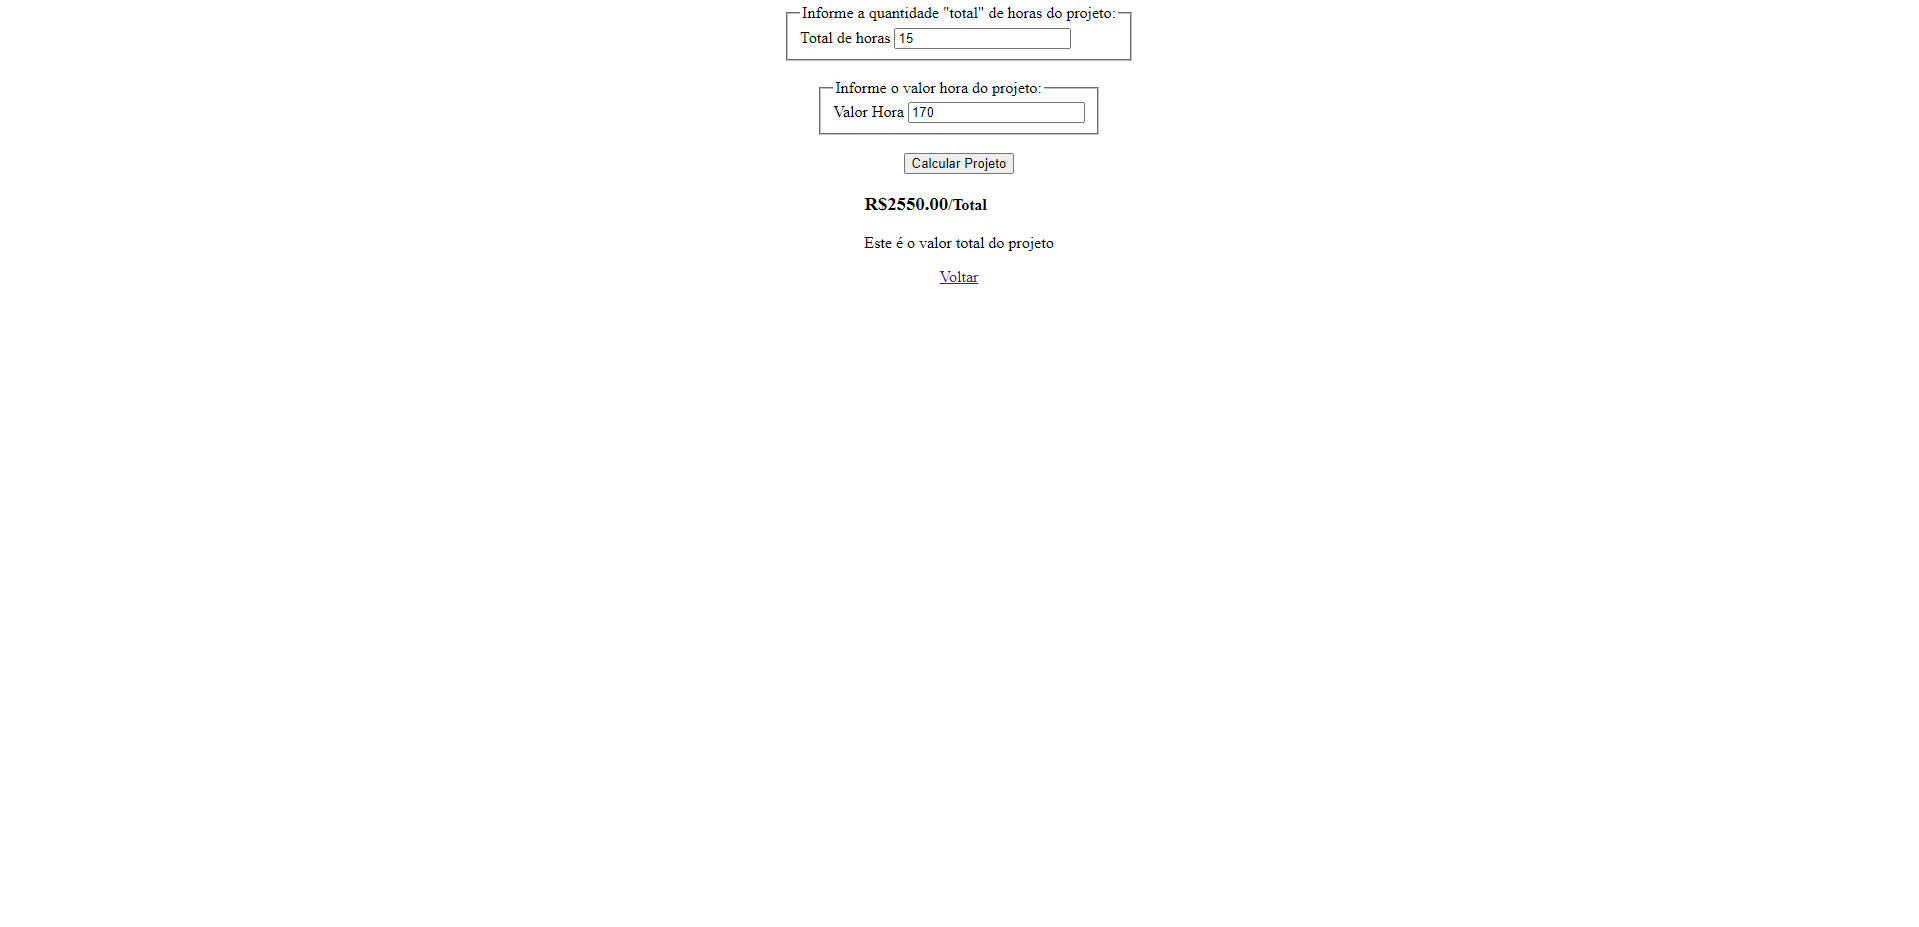 Informe a quantidade "total" de horas do projeto:
Total de horas 15
Informe o valor hora do projeto:
Valor Hora 170
Calcular Projeto
R$2550.00/Total
Este é o valor total do projeto
Voltar